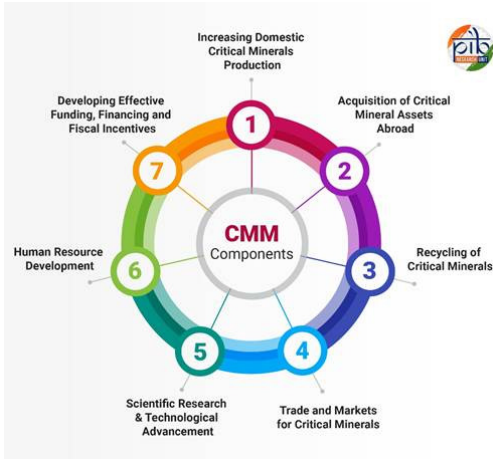 Increasing Domestic
Critical Minerals
Production
pib
RESEARCH UNIT
Developing Effective
Funding, Financing and
Fiscal Incentives
Acquisition of Critical
Mineral Assets
Abroad
1
7
2
CMM
Components
Human Resource
Development
6
3
Recycling of
Critical Minerals
5
4
Scientific Research
& Technological
Advancement
Trade and Markets
for Critical Minerals